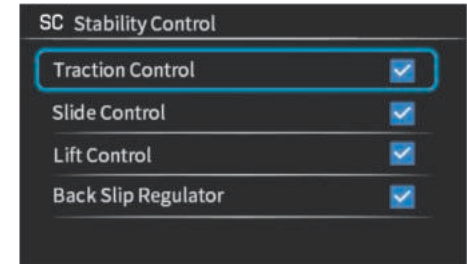 SC Stability Control
Traction Control
Slide Control
Lift Control
Back Slip Regulator